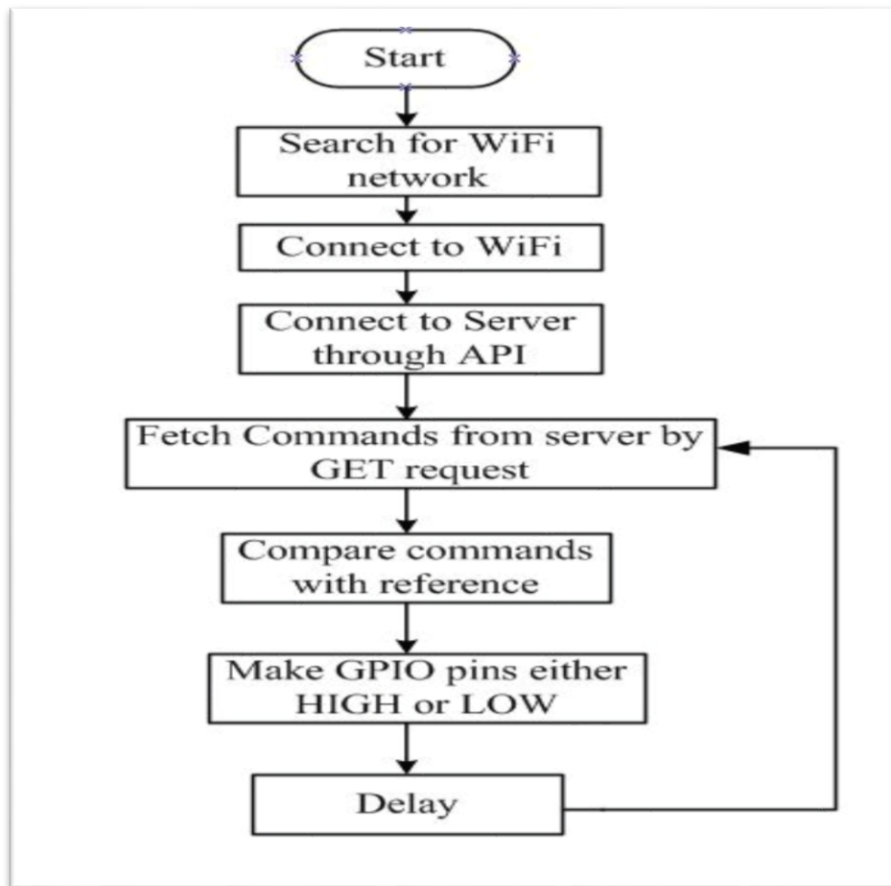 Start
Search for WiFi
network
Connect to WiFi
Connect to Server
through API
Fetch Commands from server by
GET request
Compare commands
with reference
Make GPIO pins either
HIGH or LOW
Delay